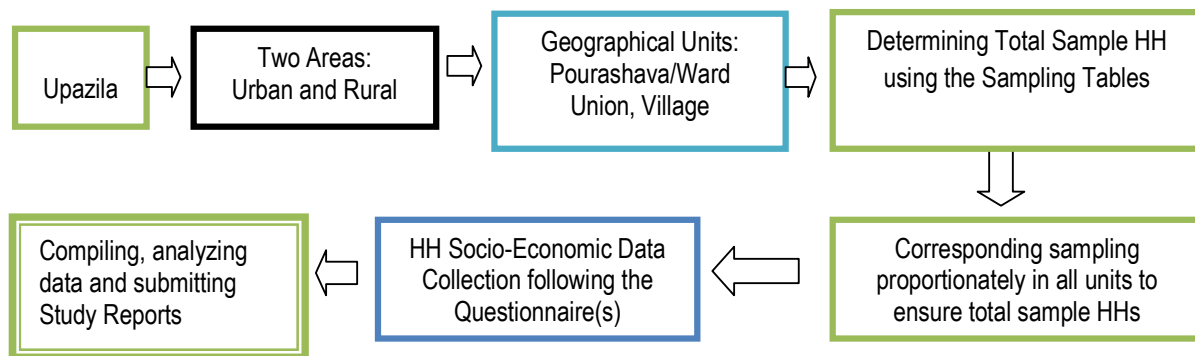 Upazila
Two Areas:
Urban and Rural
Geographical Units:
Pourashava/Ward
Union, Village
Determining Total Sample HH
using the Sampling Tables
Corresponding sampling
proportionately in all units to
ensure total sample HHs
HH Socio-Economic Data
Collection following the
Questionnaire(s)
Compiling, analyzing
data and submitting
Study Reports